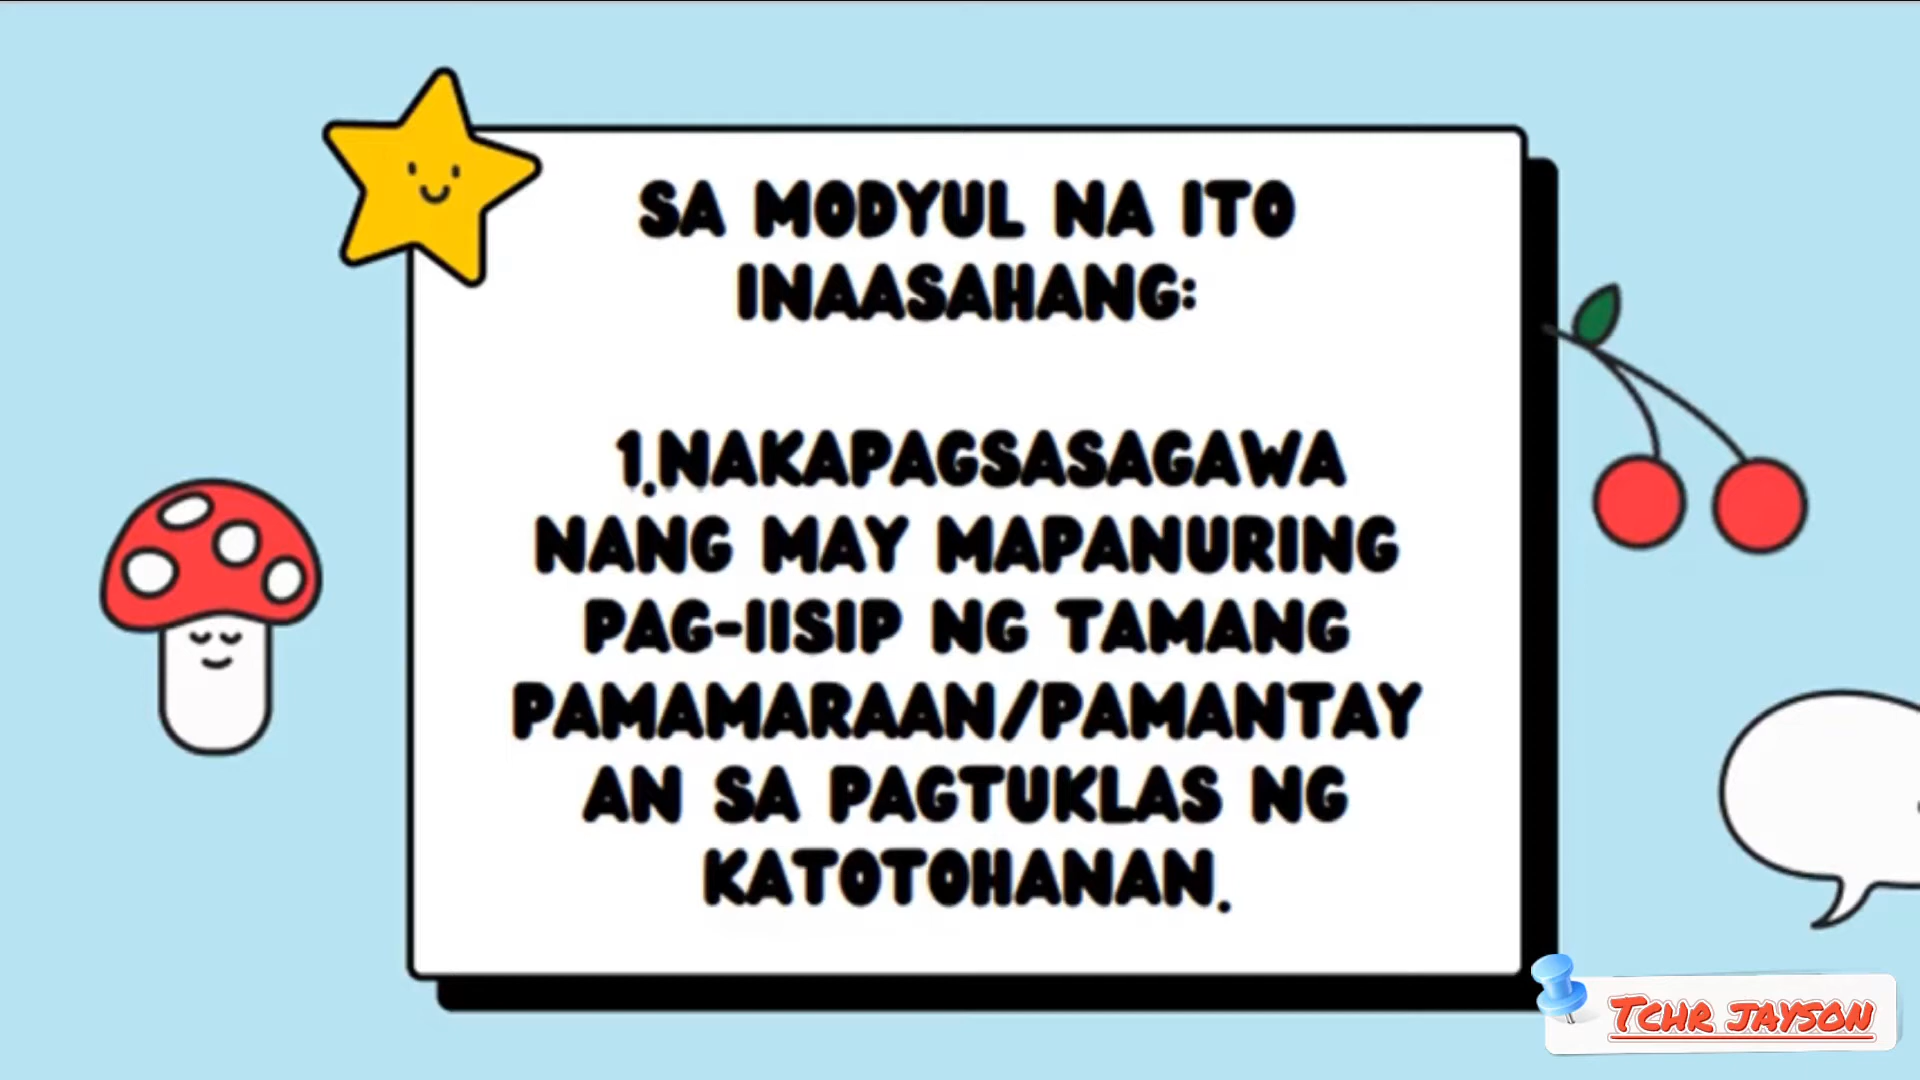 SA MODYUL NA ITO
INAASAHANG:
1.NAKAPAGSASAGAWA
NANG MAY MAPANURING
PAG-IISIP NG TAMANG
PAMAMARAAN/PAMANTAY
AN SA PAGTUKLAS NG
KATOTOHANAN.
TCHR JAYSON